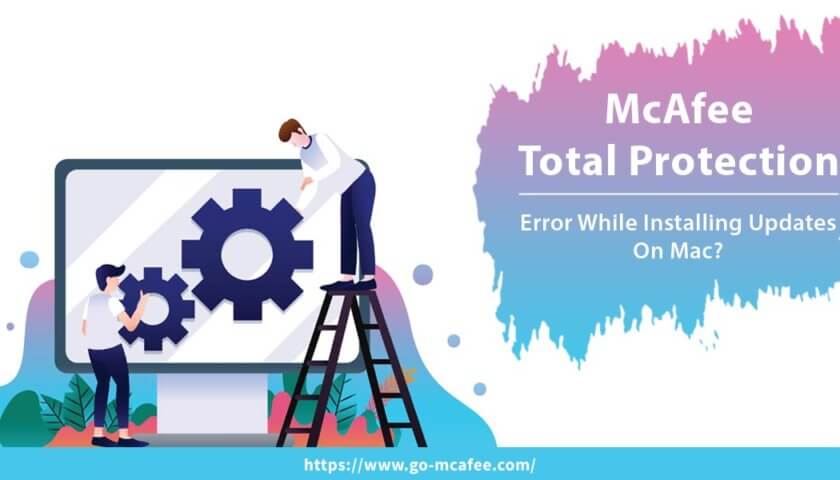 McAfee
Total Protection
Error While Installing Updates
On Mac?
https://www.go-mcafee.com/